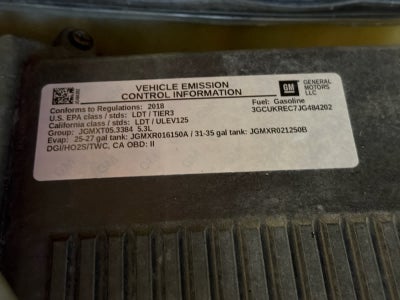 VEHICLE EMISSION
CONTROL INFORMATION
GM
GENERAL
MOTORS
LLC
Conforms to Regulations: 2018
Fuel: Gasoline
U.S. EPA class / stds: LDT / TIER3
3GCUKREC7JG484202
California class / stds: LDT / ULEV125
Group: JGMXT05.3384 5.3L
Evap: 25-27 gal tank: JGMXR016150A / 31-35 gal tank: JGMXR021250B
DGI/HO2S/TWC, CA OBD: II